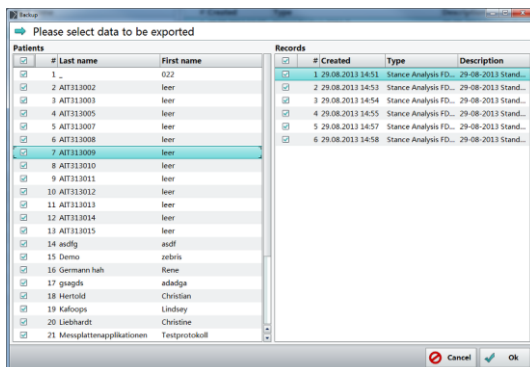 Backup
Please select data to be exported
Patients
# Last name First name
1 _ 022
2 AIT313002 leer
3 AIT313003 leer
4 AIT313005 leer
5 AIT313007 leer
6 AIT313008 leer
7 AIT313009 leer
8 AIT313010 leer
9 AIT313011 leer
10 AIT313012 leer
11 AIT313013 leer
12 AIT313014 leer
13 AIT313015 leer
14 asdfg asdf
15 Demo zebris
16 Germann hah Rene
17 gsagds adadga
18 Hertold Christian
19 Kafoops Lindsey
20 Liebhardt Christine
21 Messplattenapplikationen Testprotokoll
Records
# Created Type Description
1 29.08.2013 14:51 Stance Analysis FD... 29-08-2013 Stand...
2 29.08.2013 14:53 Stance Analysis FD... 29-08-2013 Stand...
3 29.08.2013 14:54 Stance Analysis FD... 29-08-2013 Stand...
4 29.08.2013 14:55 Stance Analysis FD... 29-08-2013 Stand...
5 29.08.2013 14:57 Stance Analysis FD... 29-08-2013 Stand...
6 29.08.2013 14:58 Stance Analysis FD... 29-08-2013 Stand...
Cancel Ok